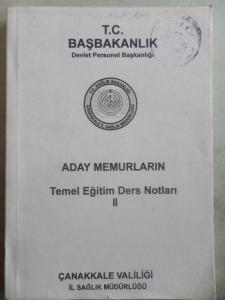 T.C.
BAŞBAKANLIK
Devlet Personel Başkanlığı
ADAY MEMURLARIN
Temel Eğitim Ders Notları
II
ÇANAKKALE VALİLİĞİ
İL SAĞLIK MÜDÜRLÜĞÜ